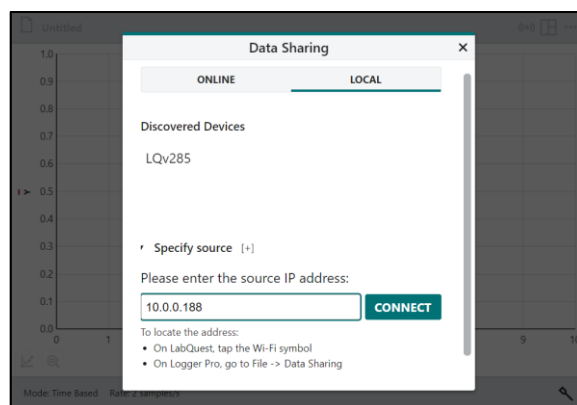 Untitled
Data Sharing
×
ONLINE LOCAL
Discovered Devices
LQv285
Specify source [+]
Please enter the source IP address:
10.0.0.188 CONNECT
To locate the address:
• On LabQuest, tap the Wi-Fi symbol
• On Logger Pro, go to File -> Data Sharing
1.0
0.9
0.8
0.7
0.6
0.5
0.3
0.2
0.1
0.0
Y
0 1 9 10
Mode: Time Based Rate: 2 samples/s